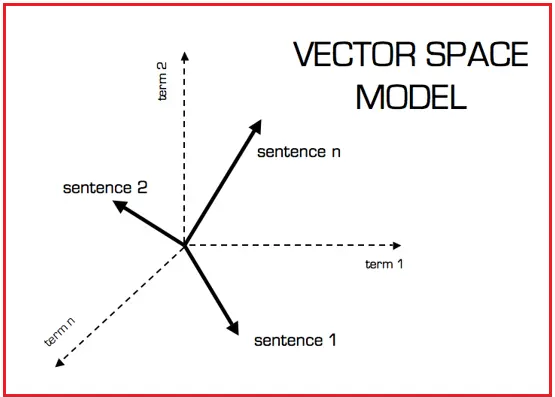 VECTOR SPACE
MODEL
term 2
sentence n
sentence 2
term 1
term n
sentence 1